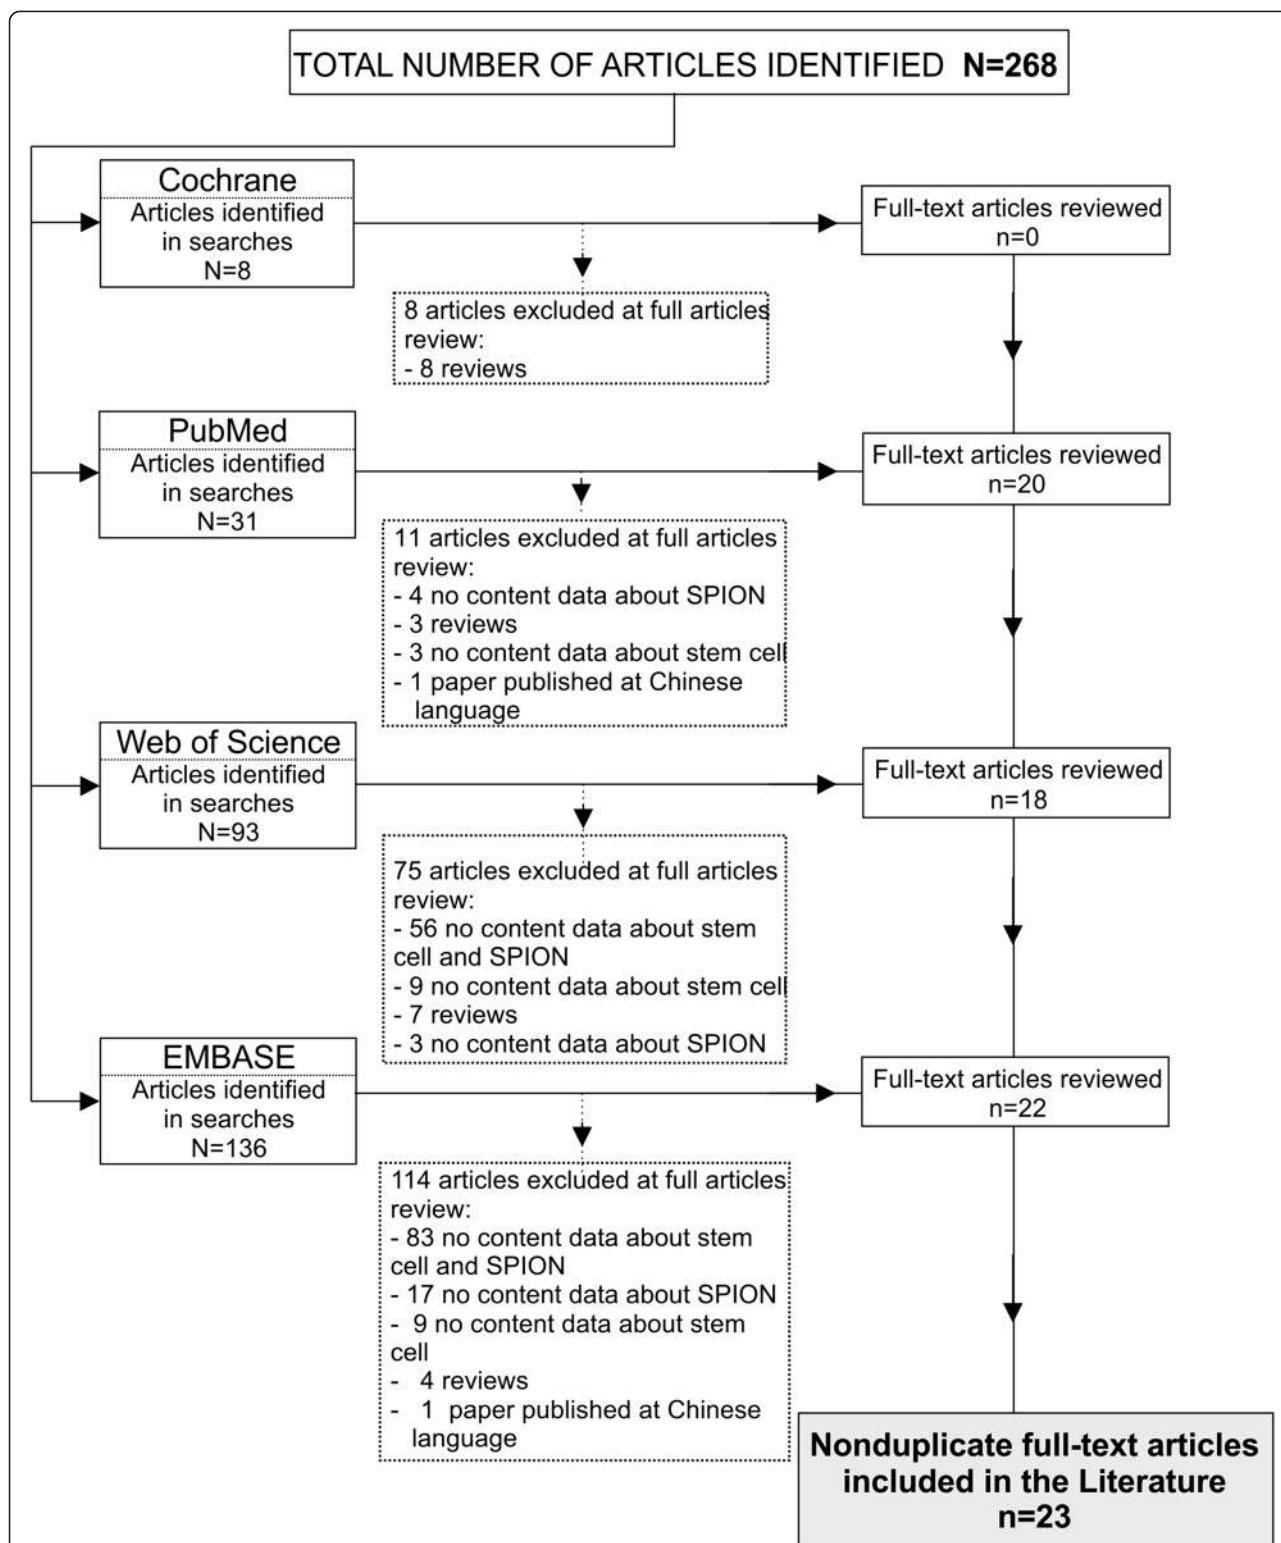 TOTAL NUMBER OF ARTICLES IDENTIFIED N=268
Cochrane
Articles identified
in searches
N=8
Full-text articles reviewed
n=0
8 articles excluded at full articles
review:
- 8 reviews
PubMed
Articles identified
in searches
N=31
Full-text articles reviewed
n=20
11 articles excluded at full articles
review:
- 4 no content data about SPION
- 3 reviews
- 3 no content data about stem cell
- 1 paper published at Chinese
language
Web of Science
Articles identified
in searches
N=93
Full-text articles reviewed
n=18
75 articles excluded at full articles
review:
- 56 no content data about stem
cell and SPION
- 9 no content data about stem cell
- 7 reviews
- 3 no content data about SPION
EMBASE
Articles identified
in searches
N=136
Full-text articles reviewed
n=22
114 articles excluded at full articles
review:
- 83 no content data about stem
cell and SPION
- 17 no content data about SPION
- 9 no content data about stem
cell
- 4 reviews
- 1 paper published at Chinese
language
Nonduplicate full-text articles
included in the Literature
n=23